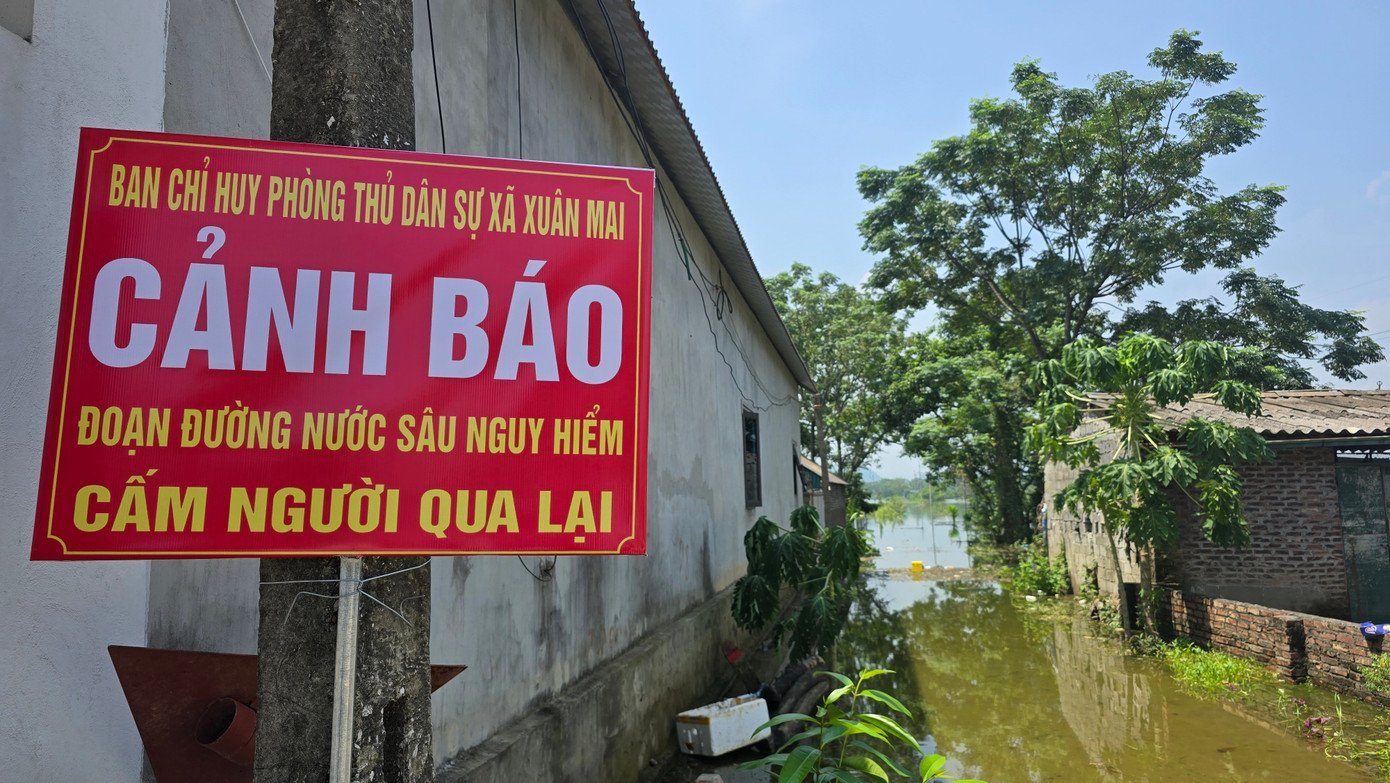 BAN CHỈ HUY PHÒNG THỦ DÂN SỰ XÃ XUÂN MAI
CẢNH BÁO
ĐOẠN ĐƯỜNG NƯỚC SÂU NGUY HIỂM
CẤM NGƯỜI QUA LẠI